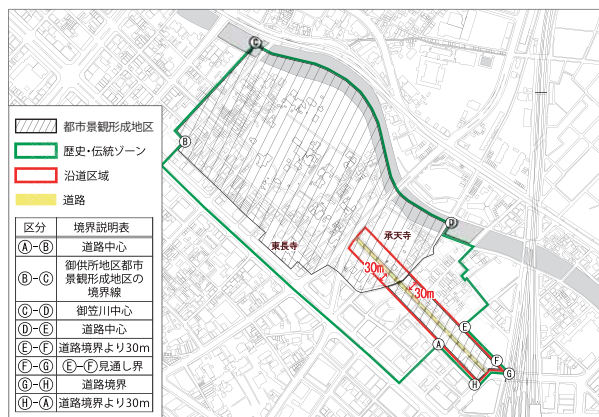 都市景観形成地区
歴史・伝統ゾーン
沿道区域
道路
区分 境界説明表
Ⓐ-Ⓑ 道路中心
Ⓑ-Ⓒ 御供所地区都市
景観形成地区の
境界線
Ⓒ-Ⓓ 御笠川中心
Ⓓ-Ⓔ 道路中心
Ⓔ-Ⓕ 道路境界より30m
Ⓕ-Ⓖ Ⓔ-Ⓕ見通し界
Ⓖ-Ⓗ 道路境界
Ⓗ-Ⓐ 道路境界より30m
Ⓒ
Ⓑ
Ⓓ
東長寺
承天寺
30m
30m
Ⓔ
Ⓐ
Ⓕ
Ⓖ
Ⓗ